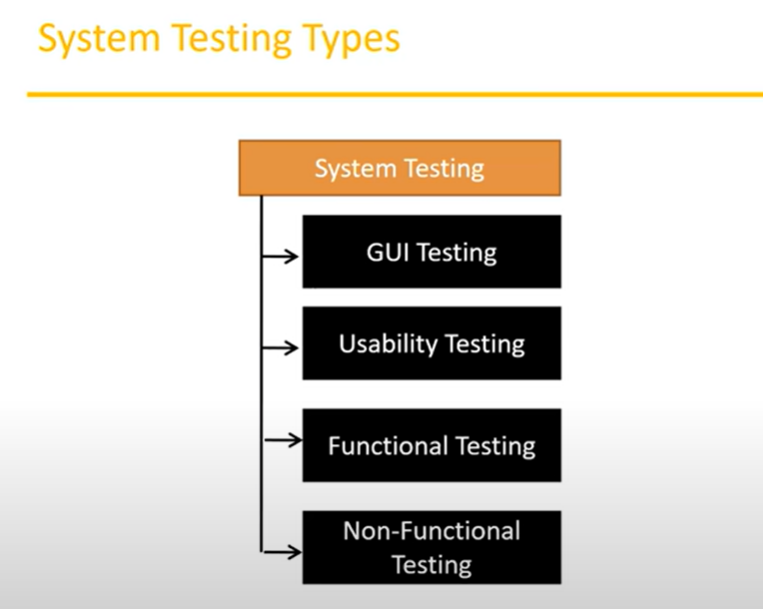 System Testing Types
System Testing
GUI Testing
Usability Testing
Functional Testing
Non-Functional
Testing